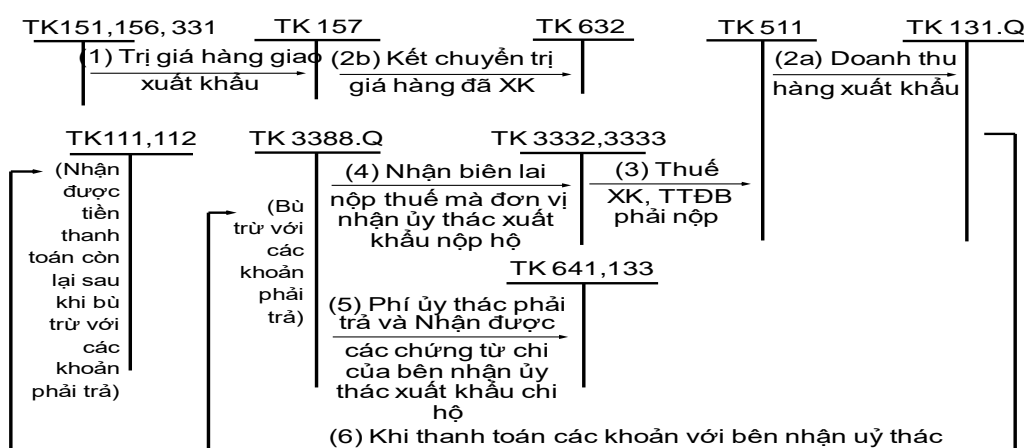 TK151,156, 331
TK 157
TK 632
TK 511
TK 131.Q
(1) Trị giá hàng giao
xuất khẩu
(2b) Kết chuyển trị
giá hàng đã XK
(2a) Doanh thu
hàng xuất khẩu
TK111,112
TK 3388.Q
TK 3332,3333
(Nhận
được
tiền
thanh
toán còn
lại sau
khi bù
trừ với
các
khoản
phải trả)
(Bù
trừ với
các
khoản
phải
trả)
(4) Nhận biên lai
nộp thuế mà đơn vị
nhận ủy thác xuất
khẩu nộp hộ
(3) Thuế
XK, TTĐB
phải nộp
TK 641,133
(5) Phí ủy thác phải
trả và Nhận được
các chứng từ chi
của bên nhận ủy
thác xuất khẩu chi
hộ
(6) Khi thanh toán các khoản với bên nhận uỷ thác